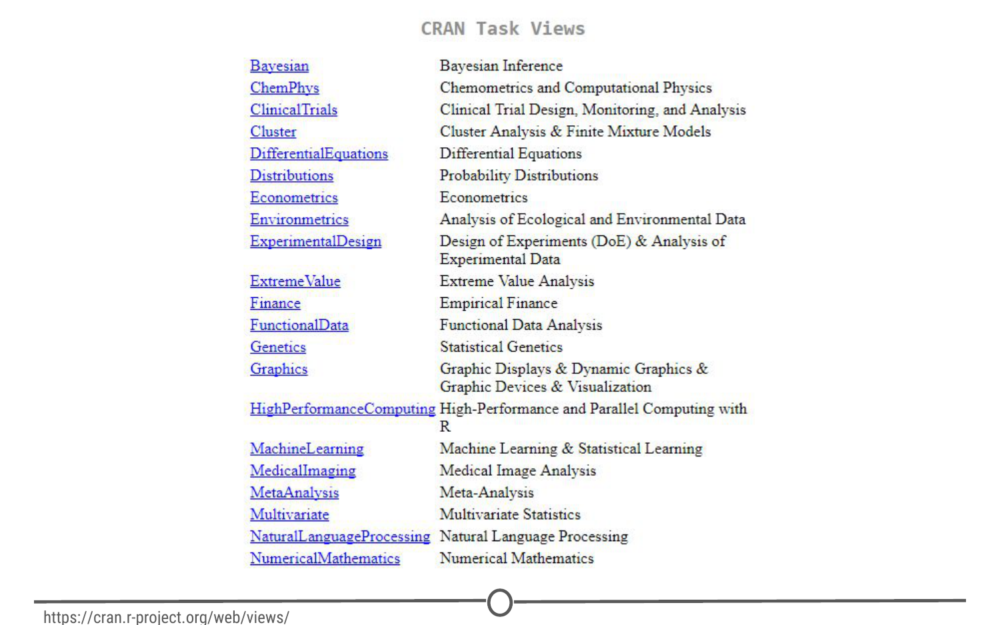 CRAN Task Views
Bayesian Bayesian Inference
ChemPhys Chemometrics and Computational Physics
ClinicalTrials Clinical Trial Design, Monitoring, and Analysis
Cluster Cluster Analysis & Finite Mixture Models
DifferentialEquations Differential Equations
Distributions Probability Distributions
Econometrics Econometrics
Environmetrics Analysis of Ecological and Environmental Data
ExperimentalDesign Design of Experiments (DoE) & Analysis of
Experimental Data
ExtremeValue Extreme Value Analysis
Finance Empirical Finance
FunctionalData Functional Data Analysis
Genetics Statistical Genetics
Graphics Graphic Displays & Dynamic Graphics &
Graphic Devices & Visualization
HighPerformanceComputing High-Performance and Parallel Computing with
R
MachineLearning Machine Learning & Statistical Learning
MedicalImaging Medical Image Analysis
MetaAnalysis Meta-Analysis
Multivariate Multivariate Statistics
NaturalLanguageProcessing Natural Language Processing
NumericalMathematics Numerical Mathematics
https://cran.r-project.org/web/views/